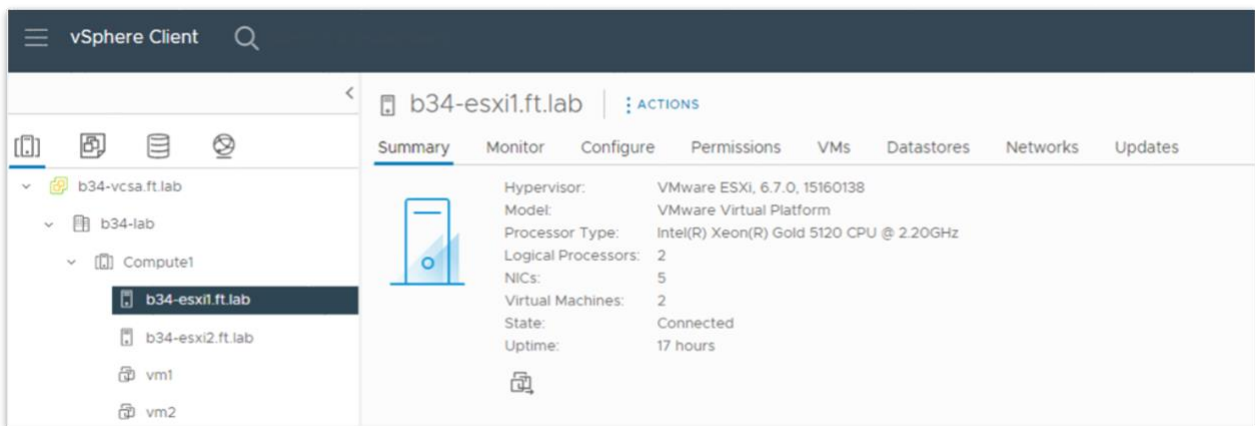 vSphere Client
b34-esxi1.ft.lab ACTIONS
Summary Monitor Configure Permissions VMs Datastores Networks Updates
b34-vcsa.ft.lab
b34-lab
Compute1
b34-esxi1.ft.lab
b34-esxi2.ft.lab
vm1
vm2
Hypervisor: VMware ESXi, 6.7.0, 15160138
Model: VMware Virtual Platform
Processor Type: Intel(R) Xeon(R) Gold 5120 CPU @ 2.20GHz
Logical Processors: 2
NICs: 5
Virtual Machines: 2
State: Connected
Uptime: 17 hours